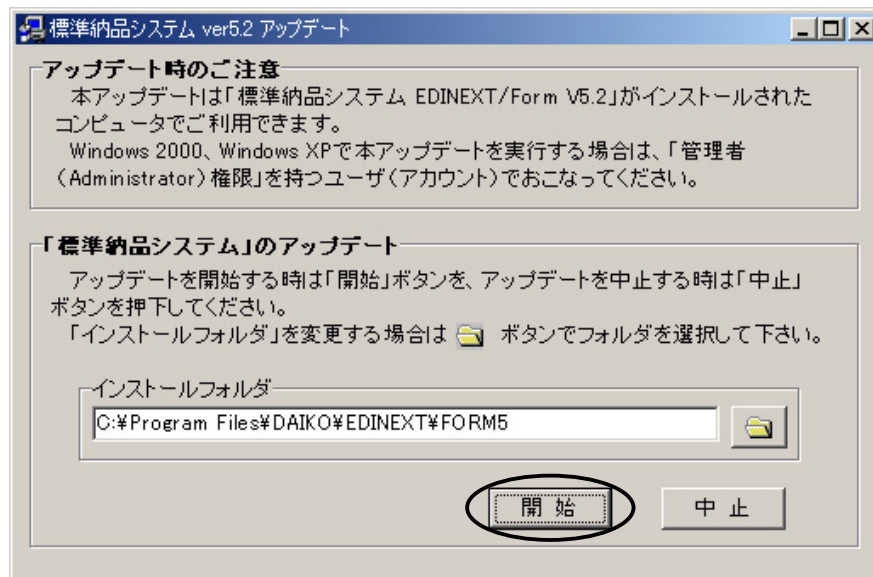 標準納品システム ver5.2 アップデート
アップデート時のご注意
本アップデートは「標準納品システム EDINEXT/Form V5.2」がインストールされた
コンピュータでご利用できます。
Windows 2000、Windows XPで本アップデートを実行する場合は、「管理者
(Administrator)権限」を持つユーザ(アカウント)でおこなってください。
「標準納品システム」のアップデート
アップデートを開始する時は「開始」ボタンを、アップデートを中止する時は「中止」
ボタンを押下してください。
「インストールフォルダ」を変更する場合は ボタンでフォルダを選択して下さい。
インストールフォルダ
C:¥Program Files¥DAIKO¥EDINEXT¥FORM5
開 始
中 止